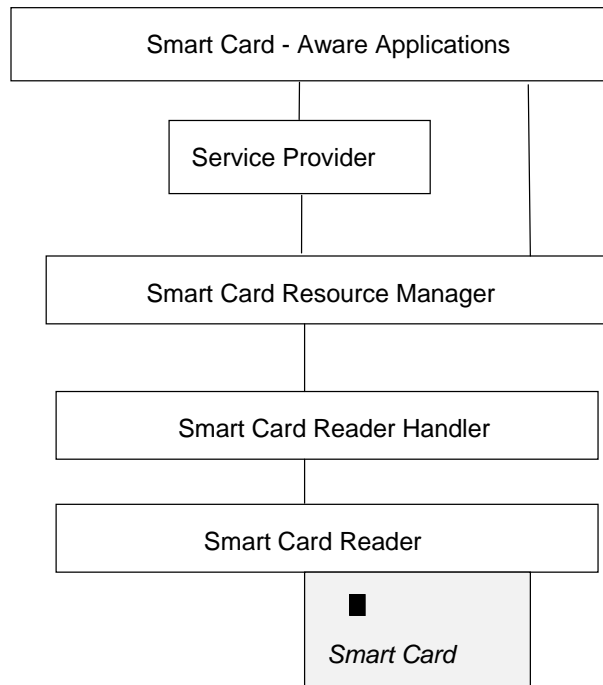 Smart Card - Aware Applications
Service Provider
Smart Card Resource Manager
Smart Card Reader Handler
Smart Card Reader
Smart Card